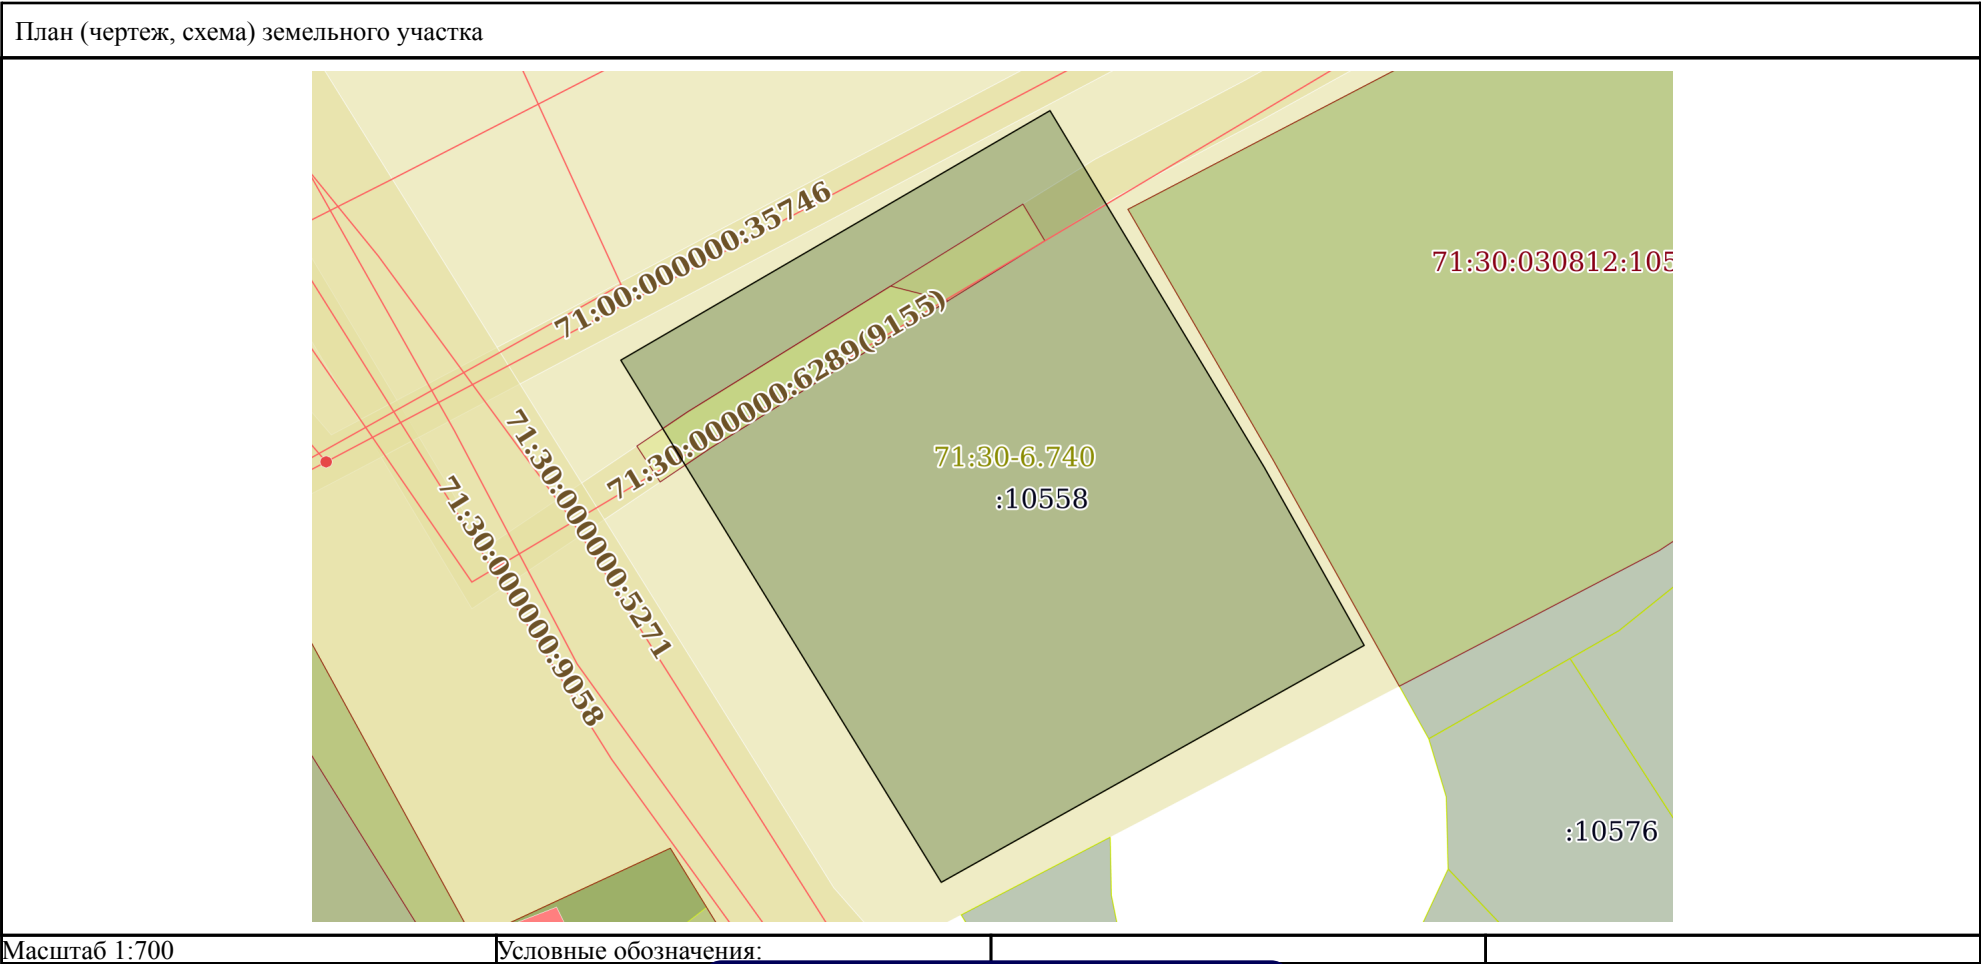 План (чертеж, схема) земельного участка
71:00:000000:35746
71:30:030812:105
71:30:000000:6289(9155)
71:30:000000:5271
71:30-6.740
:10558
71:30:000000:9058
:10576
Масштаб 1:700
Условные обозначения: